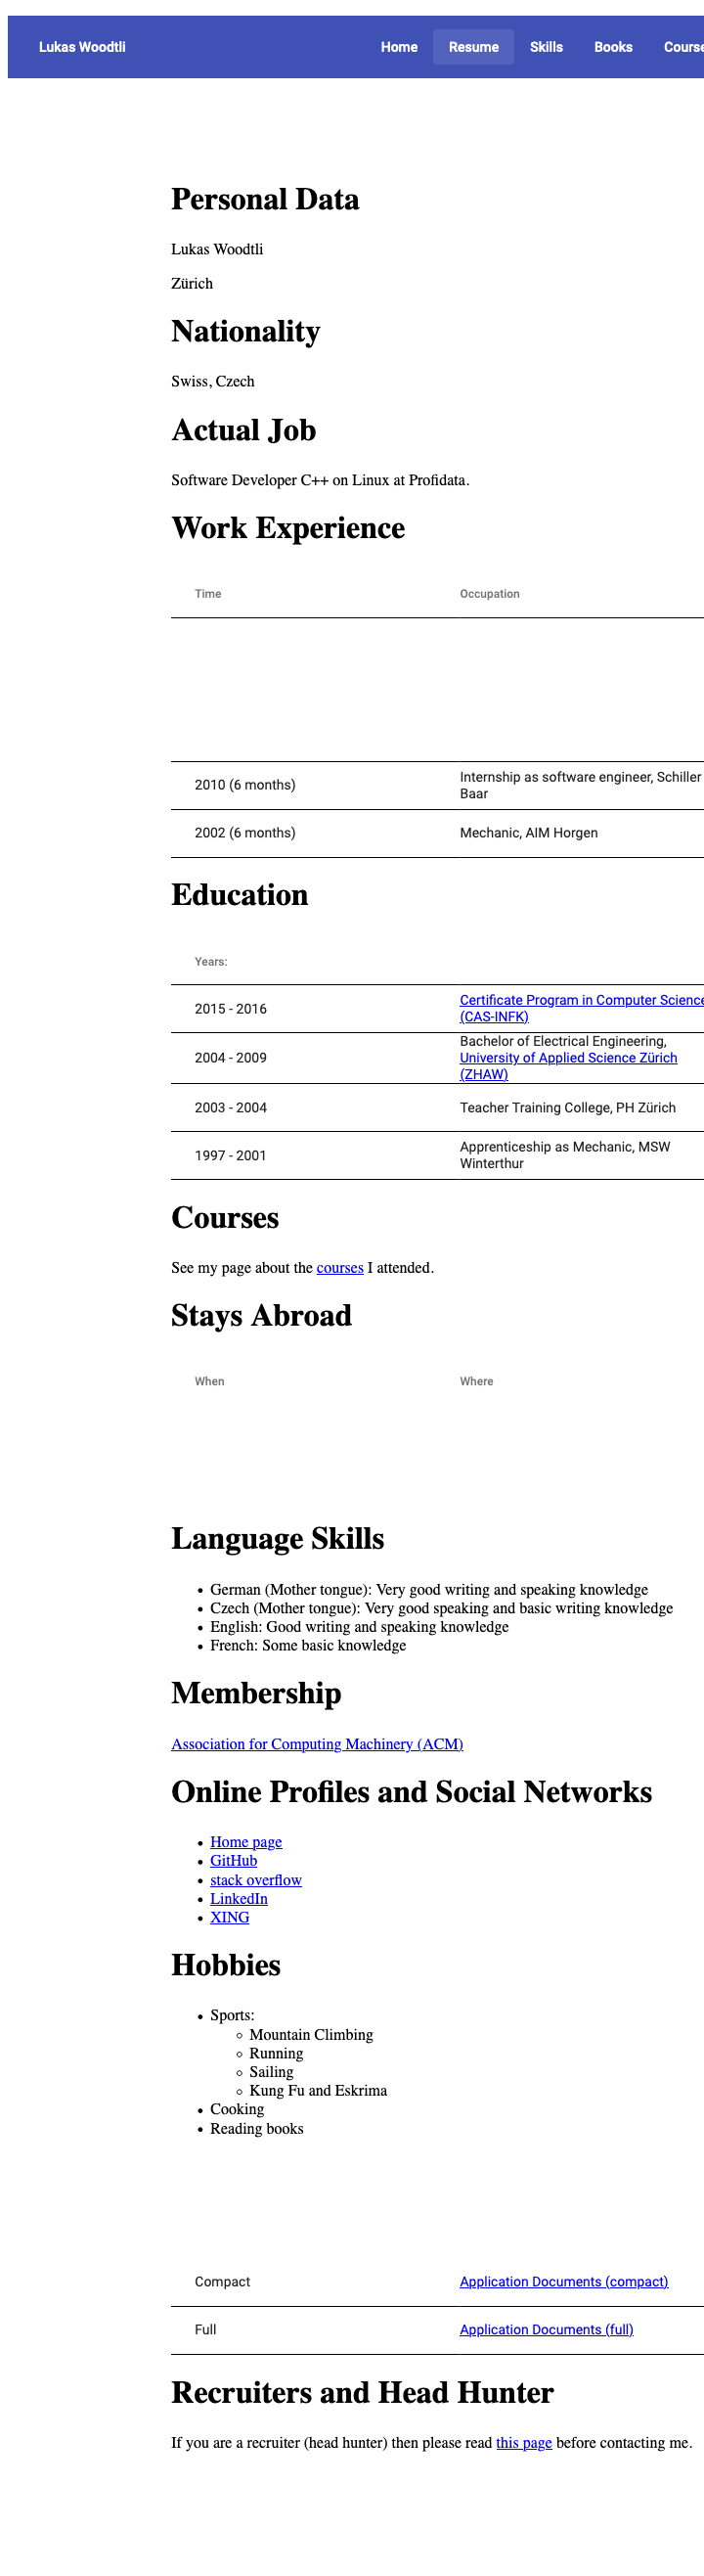 Lukas Woodtli Home Resume Skills Books Course
Personal Data
Lukas Woodtli
Zürich
Nationality
Swiss, Czech
Actual Job
Software Developer C++ on Linux at Profidata.
Work Experience
Time Occupation
2010 (6 months) Internship as software engineer, Schiller
Baar
2002 (6 months) Mechanic, AIM Horgen
Education
Years:
2015 - 2016 Certificate Program in Computer Science
(CAS-INFK)
2004 - 2009 Bachelor of Electrical Engineering,
University of Applied Science Zürich
(ZHAW)
2003 - 2004 Teacher Training College, PH Zürich
1997 - 2001 Apprenticeship as Mechanic, MSW
Winterthur
Courses
See my page about the courses I attended.
Stays Abroad
When Where
Language Skills
• German (Mother tongue): Very good writing and speaking knowledge
• Czech (Mother tongue): Very good speaking and basic writing knowledge
• English: Good writing and speaking knowledge
• French: Some basic knowledge
Membership
Association for Computing Machinery (ACM)
Online Profiles and Social Networks
• Home page
• GitHub
• stack overflow
• LinkedIn
• XING
Hobbies
• Sports:
◦ Mountain Climbing
◦ Running
◦ Sailing
◦ Kung Fu and Eskrima
• Cooking
• Reading books
Compact Application Documents (compact)
Full Application Documents (full)
Recruiters and Head Hunter
If you are a recruiter (head hunter) then please read this page before contacting me.